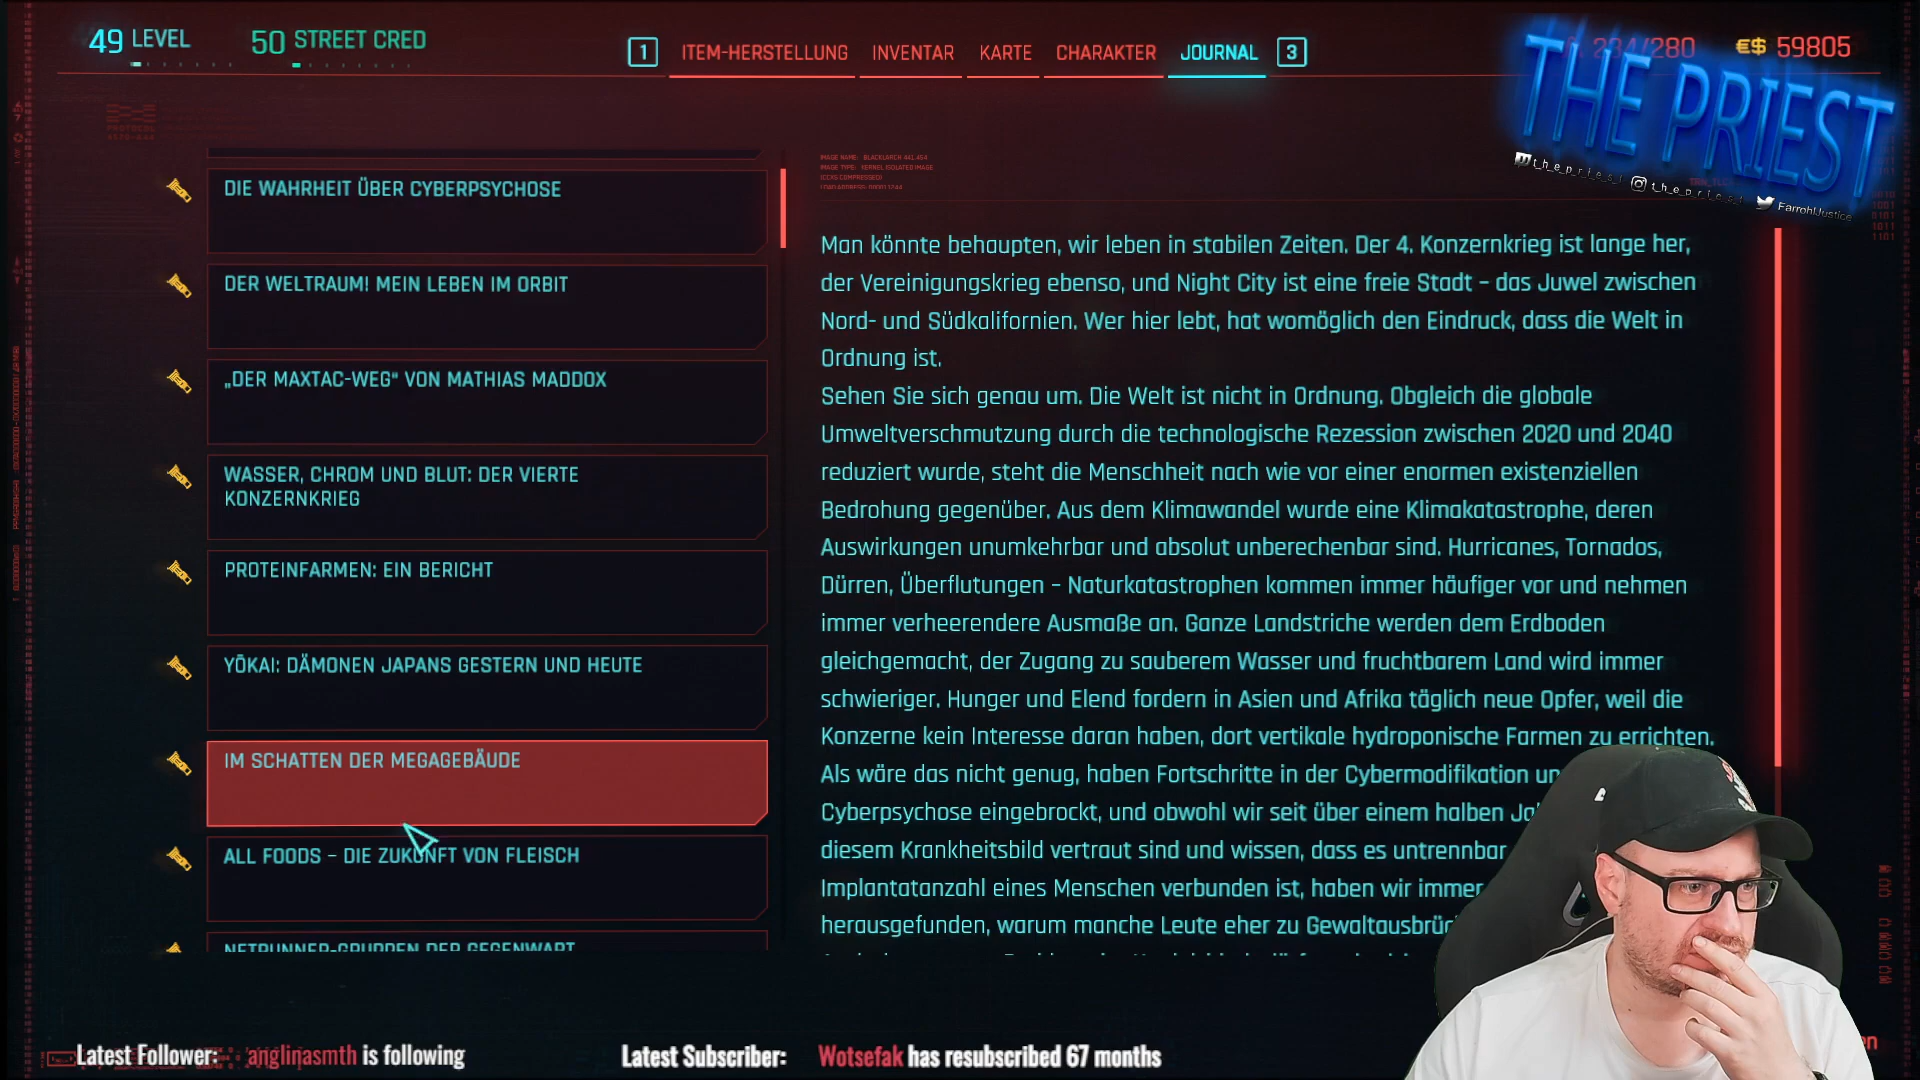 49 LEVEL
50 STREET CRED
1 ITEM-HERSTELLUNG INVENTAR KARTE CHARAKTER JOURNAL 3
/280
€$ 59805
THE PRIEST
t_h_e_p_r_i_e_s_t
t_h_e_p_r_i_e_s_t
FarrohlJustice
DIE WAHRHEIT ÜBER CYBERPSYCHOSE
DER WELTRAUM! MEIN LEBEN IM ORBIT
„DER MAXTAC-WEG“ VON MATHIAS MADDOX
WASSER, CHROM UND BLUT: DER VIERTE
KONZERNKRIEG
PROTEINFARMEN: EIN BERICHT
YŌKAI: DÄMONEN JAPANS GESTERN UND HEUTE
IM SCHATTEN DER MEGAGEBÄUDE
ALL FOODS – DIE ZUKUNFT VON FLEISCH
NETRUNNER-GRUPPEN DER GEGENWART
Man könnte behaupten, wir leben in stabilen Zeiten. Der 4. Konzernkrieg ist lange her,
der Vereinigungskrieg ebenso, und Night City ist eine freie Stadt – das Juwel zwischen
Nord- und Südkalifornien. Wer hier lebt, hat womöglich den Eindruck, dass die Welt in
Ordnung ist.
Sehen Sie sich genau um. Die Welt ist nicht in Ordnung. Obgleich die globale
Umweltverschmutzung durch die technologische Rezession zwischen 2020 und 2040
reduziert wurde, steht die Menschheit nach wie vor einer enormen existenziellen
Bedrohung gegenüber. Aus dem Klimawandel wurde eine Klimakatastrophe, deren
Auswirkungen unumkehrbar und absolut unberechenbar sind. Hurricanes, Tornados,
Dürren, Überflutungen – Naturkatastrophen kommen immer häufiger vor und nehmen
immer verheerendere Ausmaße an. Ganze Landstriche werden dem Erdboden
gleichgemacht, der Zugang zu sauberem Wasser und fruchtbarem Land wird immer
schwieriger. Hunger und Elend fordern in Asien und Afrika täglich neue Opfer, weil die
Konzerne kein Interesse daran haben, dort vertikale hydroponische Farmen zu errichten.
Als wäre das nicht genug, haben Fortschritte in der Cybermodifikation
Cyberpsychose eingebrockt, und obwohl wir seit über einem halben
diesem Krankheitsbild vertraut sind und wissen, dass es untrennbar
Implantatanzahl eines Menschen verbunden ist, haben wir immer
herausgefunden, warum manche Leute eher zu
Latest Follower: anglinasmth is following
Latest Subscriber: Wotsefak has resubscribed 67 months